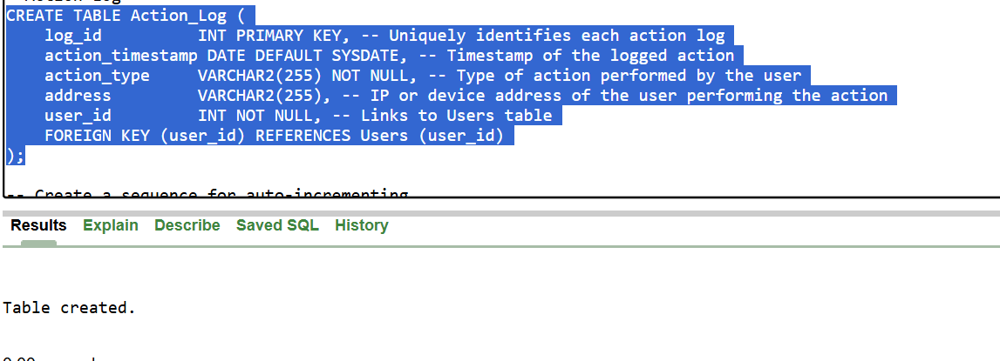 CREATE TABLE Action_Log (
log_id INT PRIMARY KEY, -- Uniquely identifies each action log
action_timestamp DATE DEFAULT SYSDATE, -- Timestamp of the logged action
action_type VARCHAR2(255) NOT NULL, -- Type of action performed by the user
address VARCHAR2(255), -- IP or device address of the user performing the action
user_id INT NOT NULL, -- Links to Users table
FOREIGN KEY (user_id) REFERENCES Users (user_id)
);
-- Create a sequence for auto-incrementing
Results Explain Describe Saved SQL History
Table created.